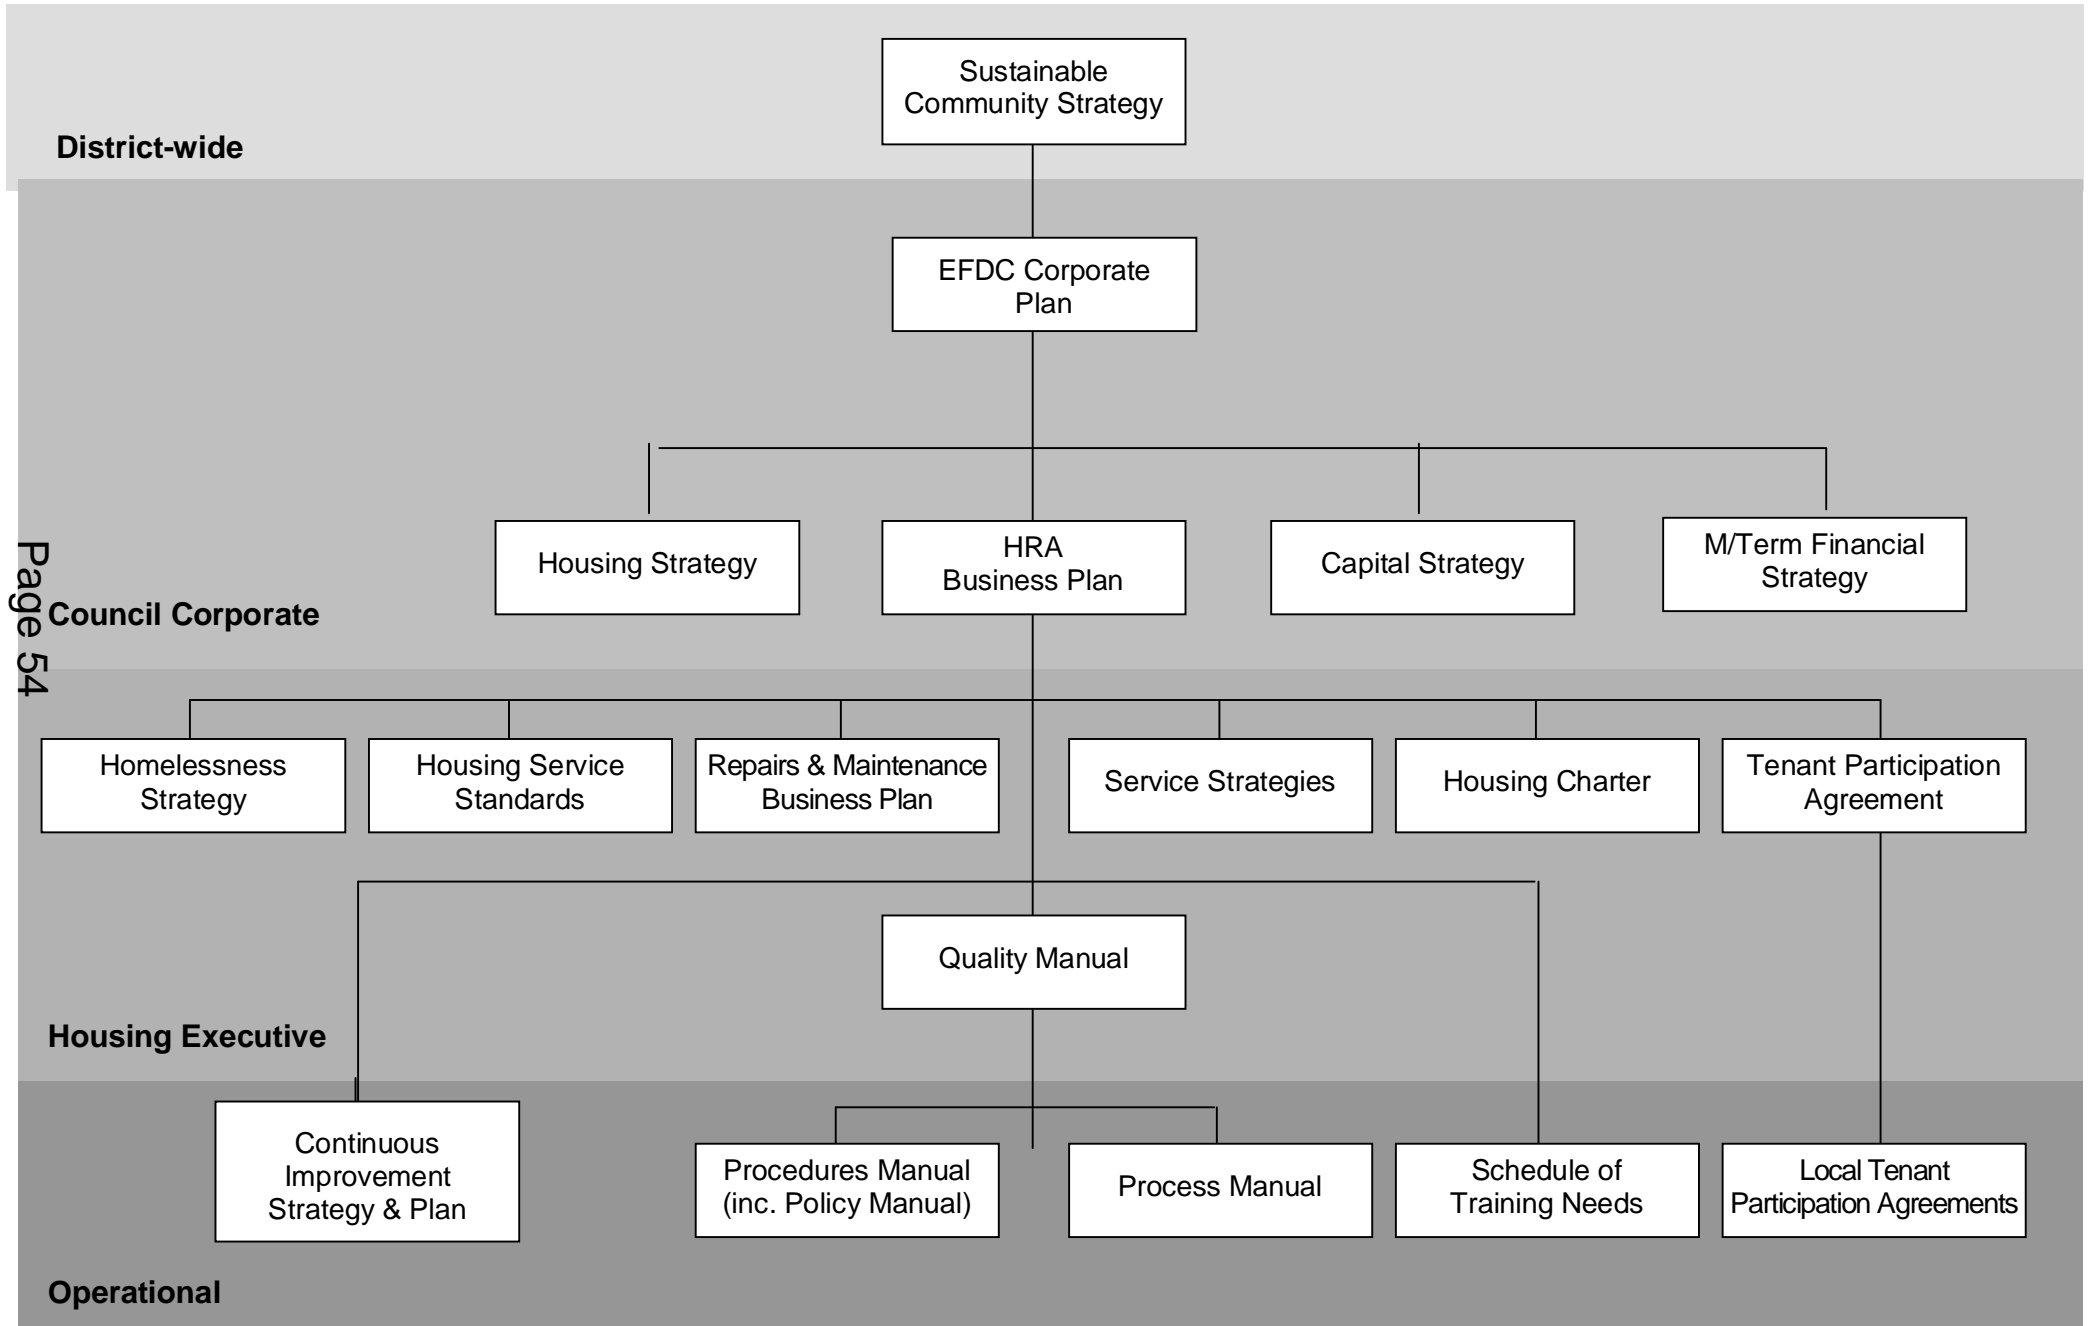 Sustainable
Community Strategy
District-wide
EFDC Corporate
Plan
Housing Strategy
HRA
Business Plan
Capital Strategy
M/Term Financial
Strategy
Page 54
Council Corporate
Homelessness
Strategy
Housing Service
Standards
Repairs & Maintenance
Business Plan
Service Strategies
Housing Charter
Tenant Participation
Agreement
Quality Manual
Housing Executive
Continuous
Improvement
Strategy & Plan
Procedures Manual
(inc. Policy Manual)
Process Manual
Schedule of
Training Needs
Local Tenant
Participation Agreements
Operational